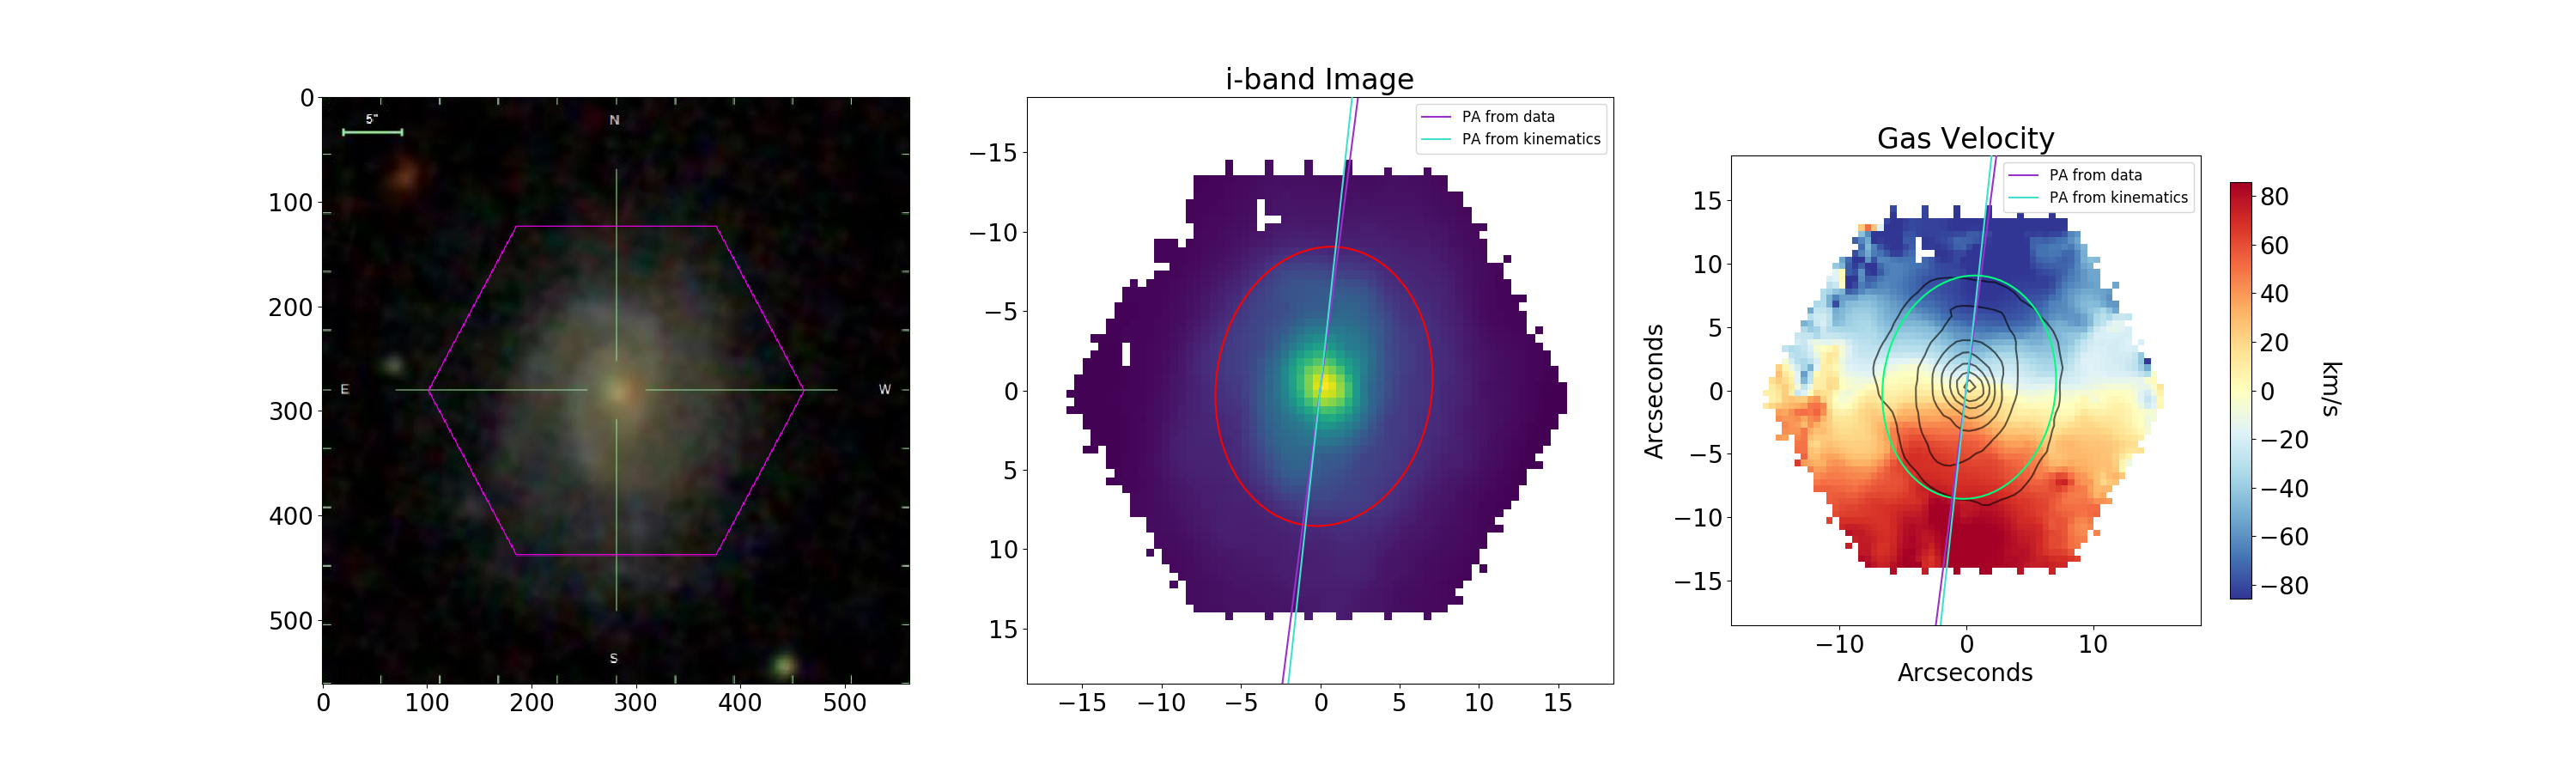 0
100
200
300
400
500
0 100 200 300 400 500
5"
N
E
W
S
i-band Image
PA from data
PA from kinematics
−15
−10
−5
0
5
10
15
−15 −10 −5 0 5 10 15
Gas Velocity
PA from data
PA from kinematics
Arcseconds
15
10
5
0
−5
−10
−15
−10 0 10
Arcseconds
80
60
40
20
0
−20
−40
−60
−80
km/s